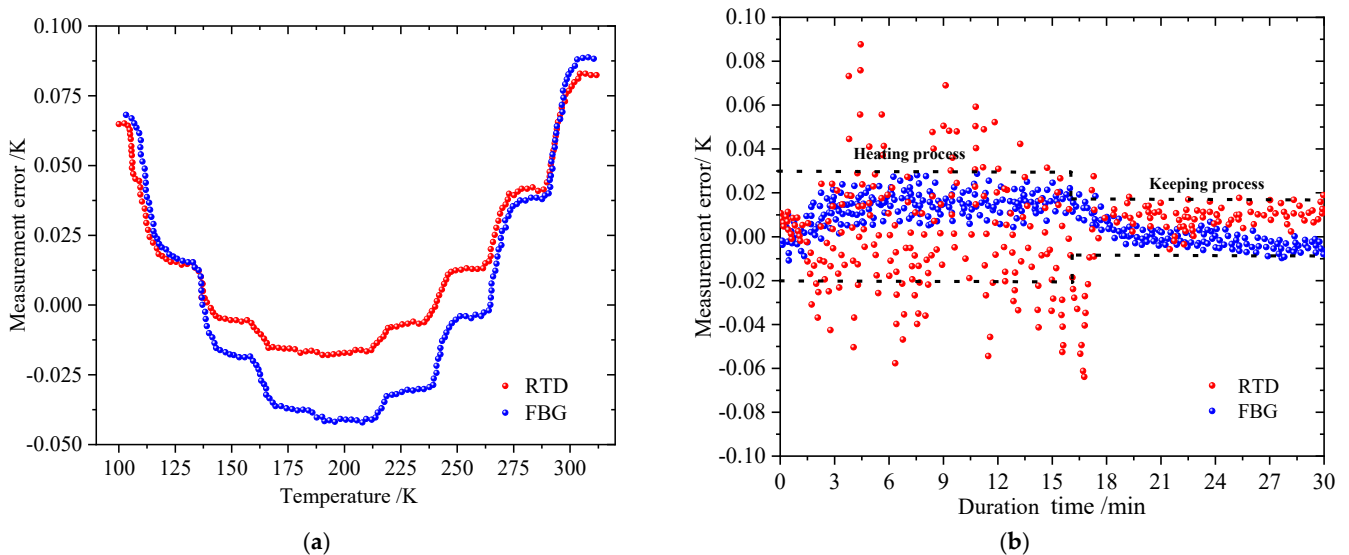 0.100
0.075
0.050
0.025
0.000
-0.025
-0.050
Measurement error /K
RTD
FBG
100 125 150 175 200 225 250 275 300
Temperature /K
(a)
0.10
0.08
0.06
0.04
0.02
0.00
-0.02
-0.04
-0.06
-0.08
-0.10
Measurement error/ K
Heating process
Keeping process
RTD
FBG
0 3 6 9 12 15 18 21 24 27 30
Duration time /min
(b)